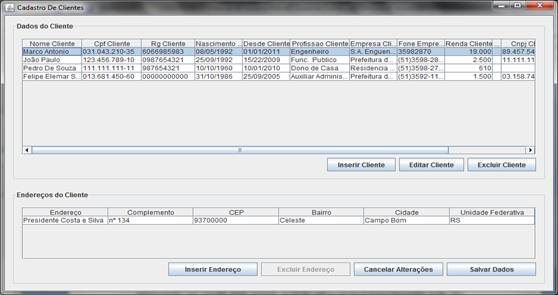 Cadastro De Clientes
Dados do Cliente
Nome Cliente Cpf Cliente Rg Cliente Nascimento ... Desde Cliente Profissao Cliente Empresa Cli... Fone Empre... Renda Cliente Cnpj Cl
Marco Antonio 031.043.210-35 6066985983 08/05/1992 01/01/2011 Engenheiro S.A. Enguen... 35982870 19.000 89.457.54
João Paulo 123.456.789-10 0987654321 25/09/1992 15/22/2009 Func. Publico Prefeitura d... (51)3598-28... 2.500 11.111.11
Pedro De Souza 111.111.111-11 987654321 10/10/1960 10/01/2010 Dono de Casa Residencia ... (51)3598-27... 610
Felipe Elemar S... 013.681.450-60 00000000000 31/10/1986 25/09/2005 Auxiliar Adminis... Prefeitura d... (51)3592-11... 1.500 03.158.74
Inserir Cliente Editar Cliente Excluir Cliente
Endereços do Cliente
Endereço Complemento CEP Bairro Cidade Unidade Federativa
Presidente Costa e Silva nº 134 93700000 Celeste Campo Bom RS
Inserir Endereço Excluir Endereço Cancelar Alterações Salvar Dados